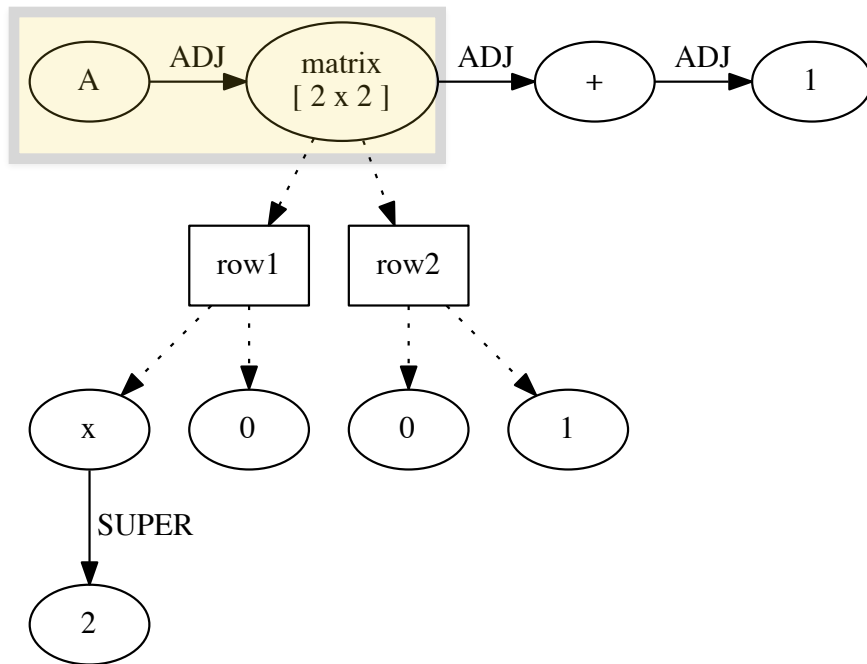 ADJ
ADJ
ADJ
A
matrix
[ 2 x 2 ]
+
1
row1
row2
x
0
0
1
SUPER
2